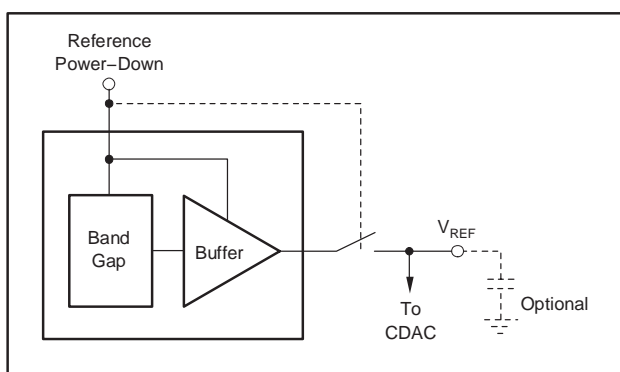 Reference
Power–Down
Band
Gap
Buffer
VREF
To
CDAC
Optional